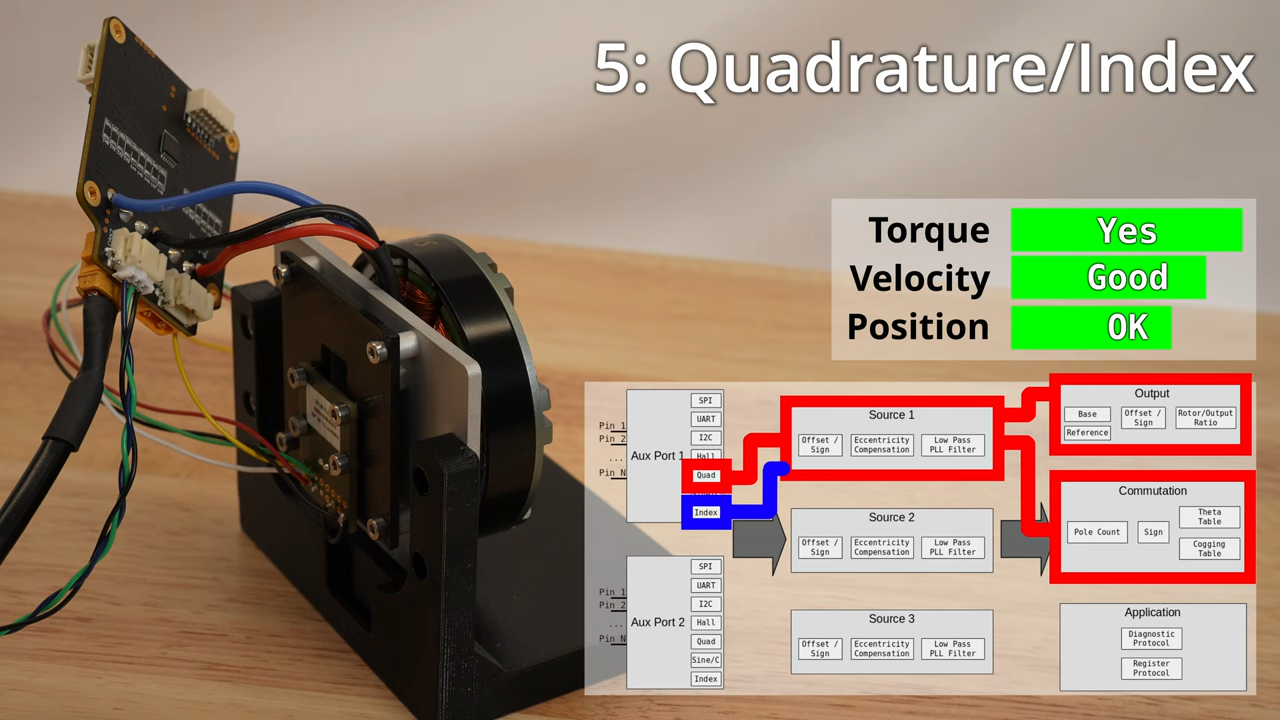 5: Quadrature/Index
Torque Yes
Velocity Good
Position OK
Aux Port 1
Pin 1
Pin 2
...
Pin N
SPI
UART
I2C
Hall
Quad
Index
Aux Port 2
Pin 1
Pin 2
...
Pin N
SPI
UART
I2C
Hall
Quad
Sine/C
Index
Source 1
Offset /
Sign
Eccentricity
Compensation
Low Pass
PLL Filter
Source 2
Offset /
Sign
Eccentricity
Compensation
Low Pass
PLL Filter
Source 3
Offset /
Sign
Eccentricity
Compensation
Low Pass
PLL Filter
Output
Base
Reference
Offset /
Sign
Rotor/Output
Ratio
Commutation
Pole Count
Sign
Theta
Table
Cogging
Table
Application
Diagnostic
Protocol
Register
Protocol